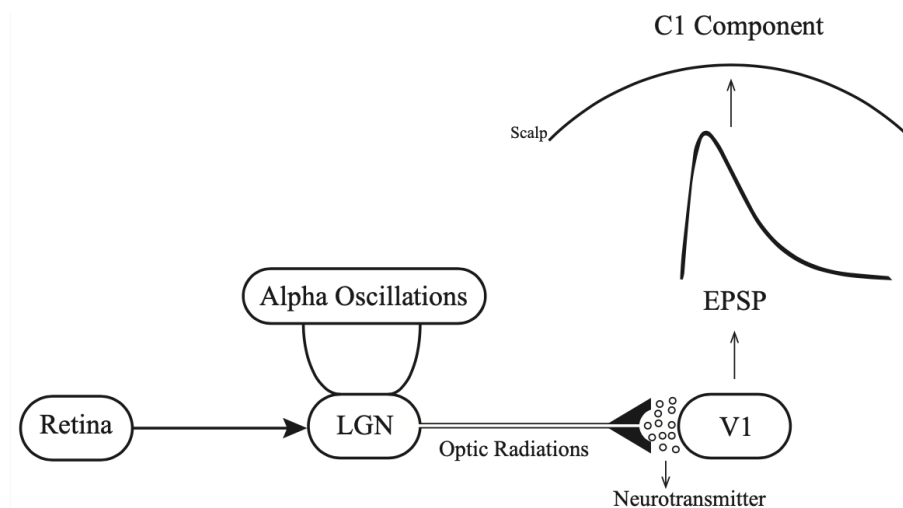 C1 Component
Scalp
Alpha Oscillations
EPSP
Retina
LGN
V1
Optic Radiations
Neurotransmitter